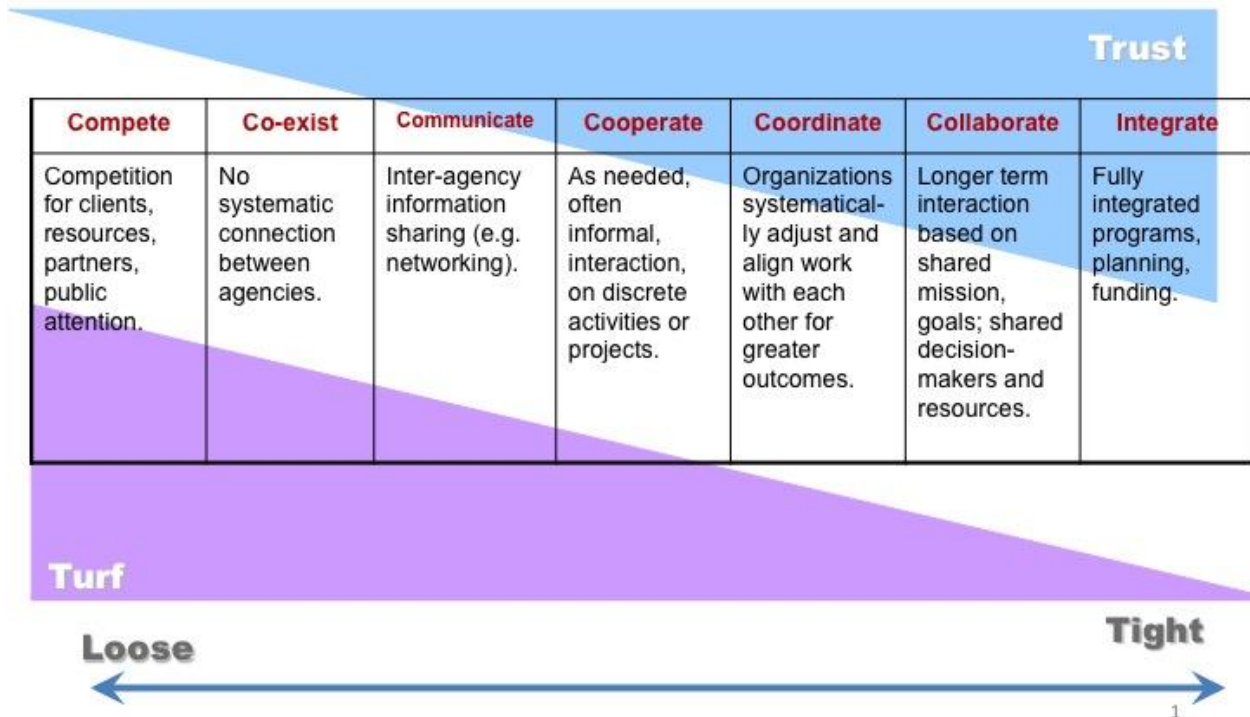 Trust
Compete
Co-exist
Communicate
Cooperate
Coordinate
Collaborate
Integrate
Competition
for clients,
resources,
partners,
public
attention.
No
systematic
connection
between
agencies.
Inter-agency
information
sharing (e.g.
networking).
As needed,
often
informal,
interaction,
on discrete
activities or
projects.
Organizations
systematical-
ly adjust and
align work
with each
other for
greater
outcomes.
Longer term
interaction
based on
shared
mission,
goals; shared
decision-
makers and
resources.
Fully
integrated
programs,
planning,
funding.
Turf
Loose
Tight
1